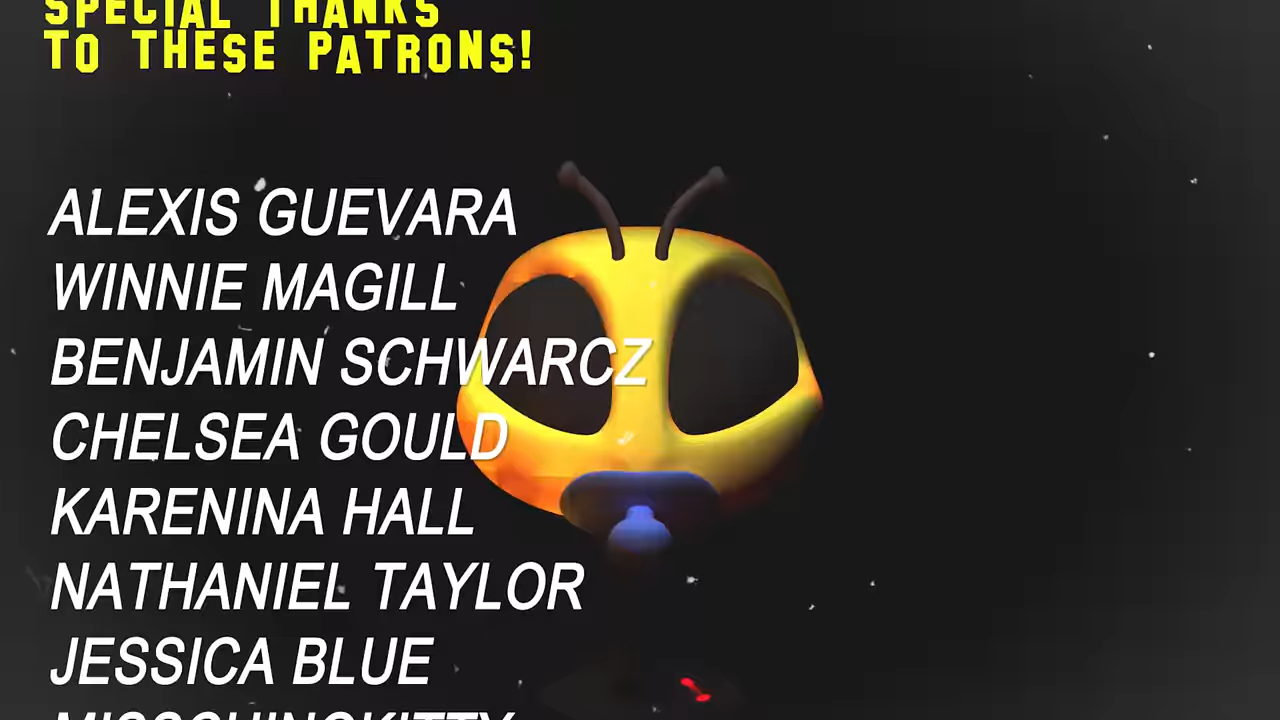 SPECIAL THANKS
TO THESE PATRONS!
ALEXIS GUEVARA
WINNIE MAGILL
BENJAMIN SCHWARCZ
CHELSEA GOULD
KARENINA HALL
NATHANIEL TAYLOR
JESSICA BLUE